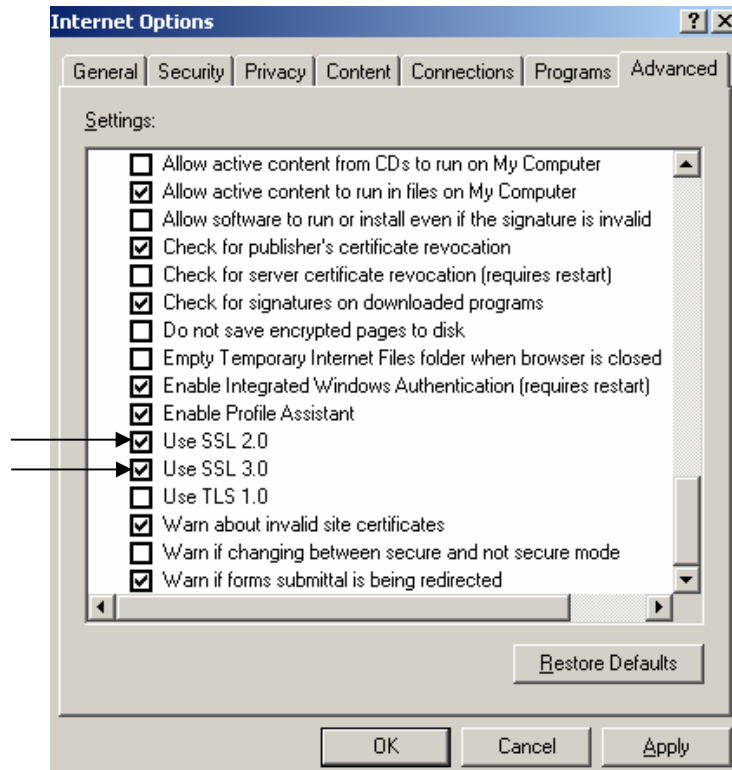 Internet Options
General Security Privacy Content Connections Programs Advanced
Settings:
Allow active content from CDs to run on My Computer
Allow active content to run in files on My Computer
Allow software to run or install even if the signature is invalid
Check for publisher's certificate revocation
Check for server certificate revocation (requires restart)
Check for signatures on downloaded programs
Do not save encrypted pages to disk
Empty Temporary Internet Files folder when browser is closed
Enable Integrated Windows Authentication (requires restart)
Enable Profile Assistant
Use SSL 2.0
Use SSL 3.0
Use TLS 1.0
Warn about invalid site certificates
Warn if changing between secure and not secure mode
Warn if forms submittal is being redirected
Restore Defaults
OK Cancel Apply